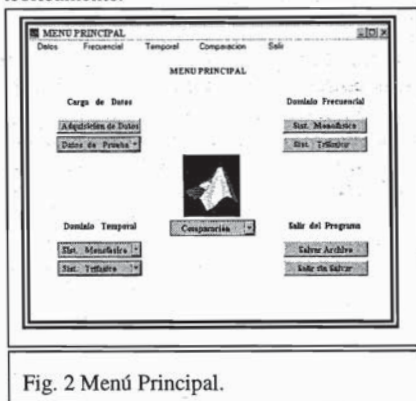 MENU PRINCIPAL
Datos Frecuencial Temporal Comparacion Salir
MENU PRINCIPAL
Carga de Datos
Dominio Frecuencial
Adquisición de Datos
Sist. Monofásico
Datos de Prueba
Sist. Trifásico
Dominio Temporal
Comparación
Salir del Programa
Sist. Monofásico
Salvar Archivo
Sist. Trifásico
Salir sin Salvar
Fig. 2 Menú Principal.